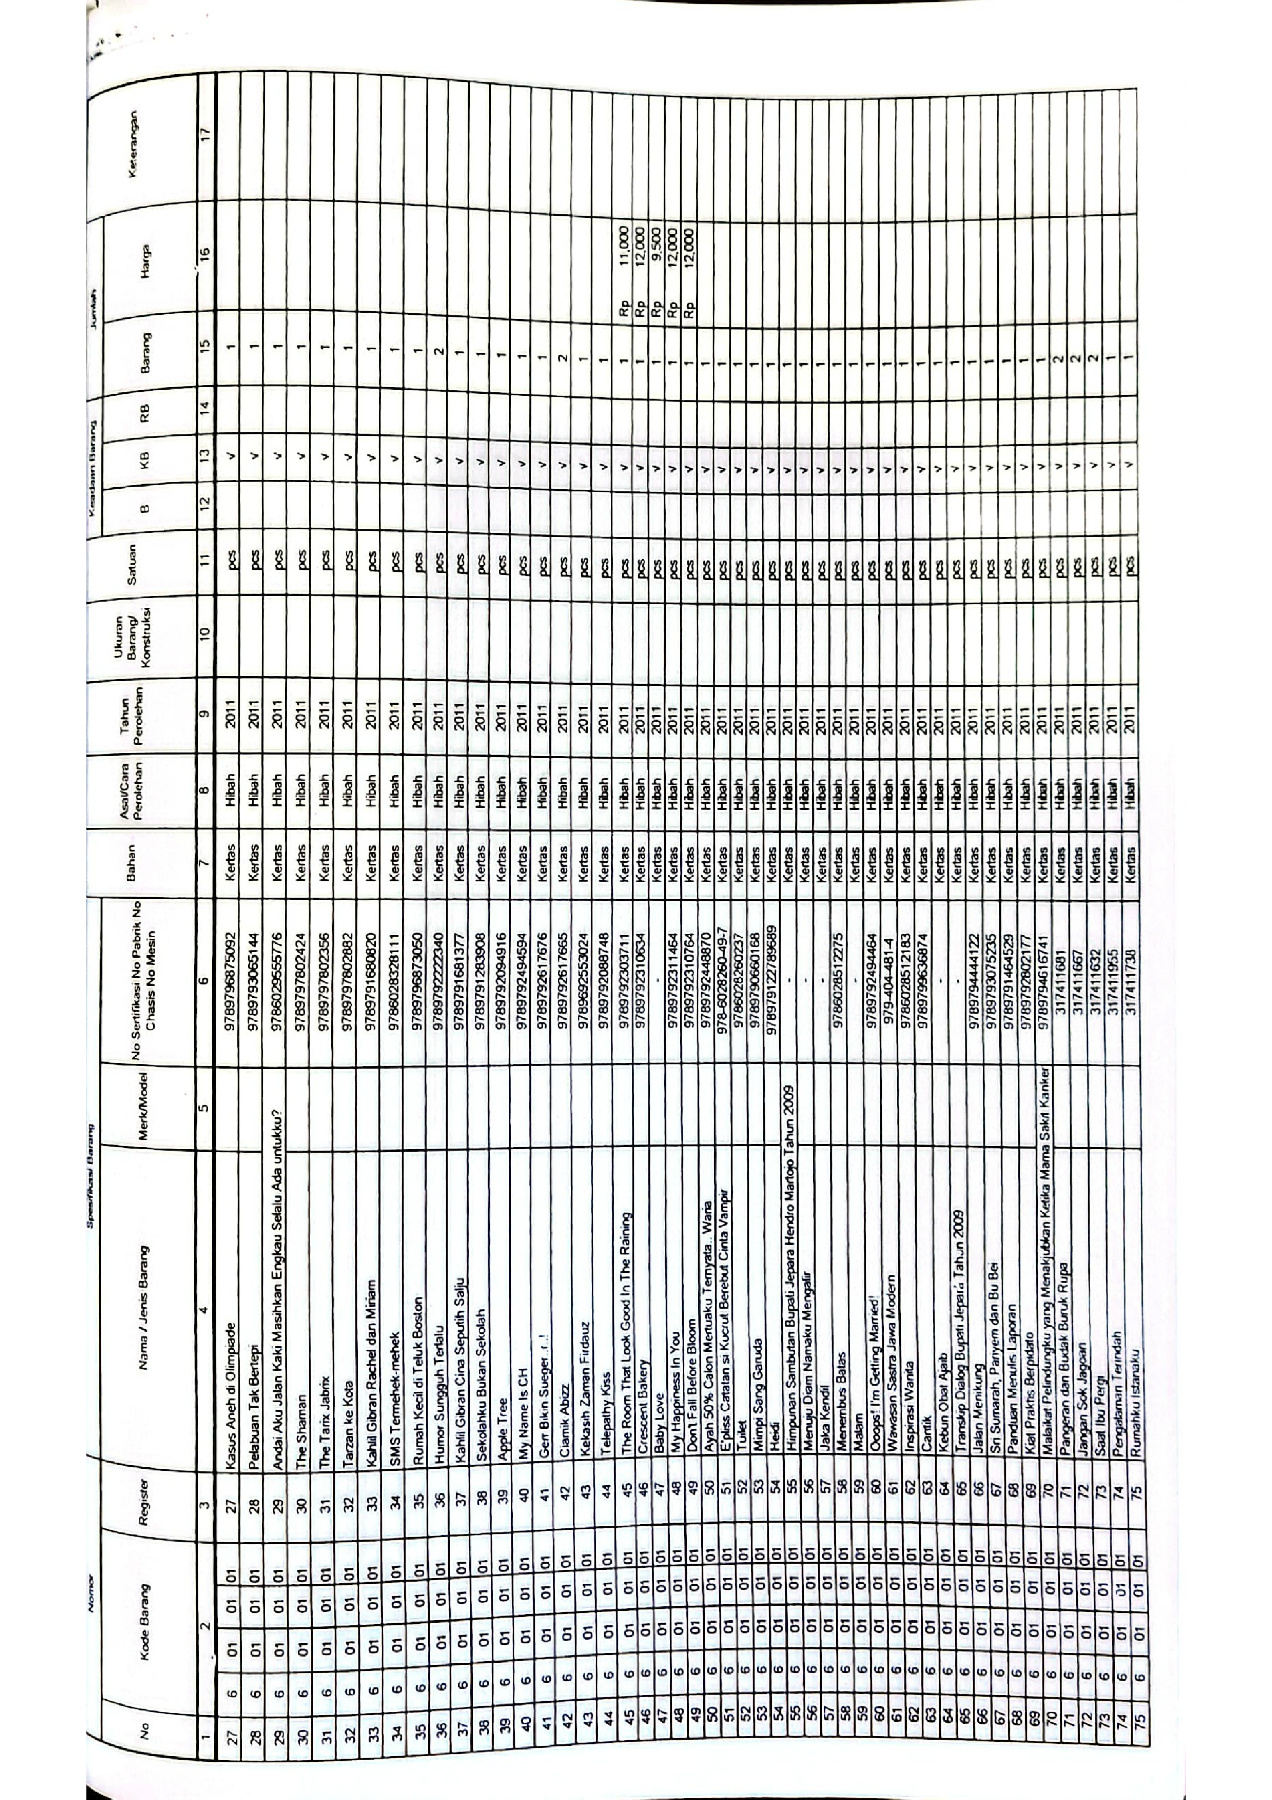 Nomor Spesifikasi Barang Keadaan Barang Jumlah
No Kode Barang Register Nama / Jenis Barang Merk/Model No Sertifikasi No Pabrik No Chasis No Mesin Bahan Asal/Cara Perolehan Tahun Perolehan Ukuran Barang/ Konstruksi Satuan B KB RB Barang Harga Keterangan
1 2 3 4 5 6 7 8 9 10 11 12 13 14 15 16 17
27 6 01 01 01 27 Kasus Aneh di Olimpiade 9789796875092 Kertas Hibah 2011 pcs v 1
28 6 01 01 01 28 Pelabuan Tak Bertepi 9789793065144 Kertas Hibah 2011 pcs v 1
29 6 01 01 01 29 Andai Aku Jalan Kaki Masihkan Engkau Selalu Ada untukku? 9786029555776 Kertas Hibah 2011 pcs v 1
30 6 01 01 01 30 The Shaman 9789797802424 Kertas Hibah 2011 pcs v 1
31 6 01 01 01 31 The Tarix Jabrix 9789797802356 Kertas Hibah 2011 pcs v 1
32 6 01 01 01 32 Tarzan ke Kota 9789797802882 Kertas Hibah 2011 pcs v 1
33 6 01 01 01 33 Kahlil Gibran Rachel dan Miriam 9789791680820 Kertas Hibah 2011 pcs v 1
34 6 01 01 01 34 SMS Termehek-mehek 9786028328111 Kertas Hibah 2011 pcs v 1
35 6 01 01 01 35 Rumah Kecil di Teluk Boston 9789796873050 Kertas Hibah 2011 pcs v 1
36 6 01 01 01 36 Humor Sungguh Terlalu 9789792222340 Kertas Hibah 2011 pcs v 2
37 6 01 01 01 37 Kahlil Gibran Cina Seputih Salju 9789791681377 Kertas Hibah 2011 pcs v 1
38 6 01 01 01 38 Sekolahku Bukan Sekolah 9789791283908 Kertas Hibah 2011 pcs v 1
39 6 01 01 01 39 Apple Tree 9789792094916 Kertas Hibah 2011 pcs v 1
40 6 01 01 01 40 My Name Is CH 9789792494594 Kertas Hibah 2011 pcs v 1
41 6 01 01 01 41 Gerr Bikin Sueger..r..! 9789792617676 Kertas Hibah 2011 pcs v 1
42 6 01 01 01 42 Ciamik Abizz 9789792617665 Kertas Hibah 2011 pcs v 2
43 6 01 01 01 43 Kekasih Zaman Firdauz 9789692553024 Kertas Hibah 2011 pcs v 1
44 6 01 01 01 44 Telepathy Kiss 9789792088748 Kertas Hibah 2011 pcs v 1
45 6 01 01 01 45 The Room That Look Good In The Raining 9789792303711 Kertas Hibah 2011 pcs v 1 Rp 11,000
46 6 01 01 01 46 Crescent Bakery 9789792310634 Kertas Hibah 2011 pcs v 1 Rp 12,000
47 6 01 01 01 47 Baby Love - Kertas Hibah 2011 pcs v 1 Rp 9,500
48 6 01 01 01 48 My Happiness In You 9789792311464 Kertas Hibah 2011 pcs v 1 Rp 12,000
49 6 01 01 01 49 Don't Fall Before Bloom 9789792310764 Kertas Hibah 2011 pcs v 1 Rp 12,000
50 6 01 01 01 50 Ayah 50% Calon Mertuaku Ternyata.. Waria 9789792448870 Kertas Hibah 2011 pcs v 1
51 6 01 01 01 51 E'pliss Catatan si Kucrut Berebut Cinta Vampir 978-6028260-49-7 Kertas Hibah 2011 pcs v 1
52 6 01 01 01 52 Tuilet 9786028260237 Kertas Hibah 2011 pcs v 1
53 6 01 01 01 53 Mimpi Sang Garuda 9789790660168 Kertas Hibah 2011 pcs v 1
54 6 01 01 01 54 Heidi 978979122789689 Kertas Hibah 2011 pcs v 1
55 6 01 01 01 55 Himpunan Sambutan Bupati Jepara Hendro Martojo Tahun 2009 - Kertas Hibah 2011 pcs v 1
56 6 01 01 01 56 Menuju Diam Namaku Mengalir - Kertas Hibah 2011 pcs v 1
57 6 01 01 01 57 Jaka Kendil - Kertas Hibah 2011 pcs v 1
58 6 01 01 01 58 Menembus Batas 9786028512275 Kertas Hibah 2011 pcs v 1
59 6 01 01 01 59 Malam - Kertas Hibah 2011 pcs v 1
60 6 01 01 01 60 Ooops! I'm Getting Married! 9789792494464 Kertas Hibah 2011 pcs v 1
61 6 01 01 01 61 Wawasan Sastra Jawa Modern 979-404-481-4 Kertas Hibah 2011 pcs v 1
62 6 01 01 01 62 Inspirasi Wanita 9786028512183 Kertas Hibah 2011 pcs v 1
63 6 01 01 01 63 Cantik 9789799636874 Kertas Hibah 2011 pcs v 1
64 6 01 01 01 64 Kebun Obat Ajaib - Kertas Hibah 2011 pcs v 1
65 6 01 01 01 65 Transkip Dialog Bupati Jepara Tahun 2009 - Kertas Hibah 2011 pcs v 1
66 6 01 01 01 66 Jalan Menikung 9789794444122 Kertas Hibah 2011 pcs v 1
67 6 01 01 01 67 Sri Sumarah, Panyem dan Bu Bei 9789793075235 Kertas Hibah 2011 pcs v 1
68 6 01 01 01 68 Panduan Menulis Laporan 9789791464529 Kertas Hibah 2011 pcs v 1
69 6 01 01 01 69 Kiat Praktis Berpidato 9789792802177 Kertas Hibah 2011 pcs v 1
70 6 01 01 01 70 Malaikat Pelindungku yang Menakjubkan Ketika Mama Sakit Kanker 9789794616741 Kertas Hibah 2011 pcs v 1
71 6 01 01 01 71 Pangeran dan Budak Buruk Rupa 317411681 Kertas Hibah 2011 pcs v 2
72 6 01 01 01 72 Jangan Sok Jagoan 317411667 Kertas Hibah 2011 pcs v 2
73 6 01 01 01 73 Saat Ibu Pergi 317411632 Kertas Hibah 2011 pcs v 2
74 6 01 01 01 74 Pengalaman Terindah 317411955 Kertas Hibah 2011 pcs v 1
75 6 01 01 01 75 Rumahku Istanaku 317411738 Kertas Hibah 2011 pcs v 1